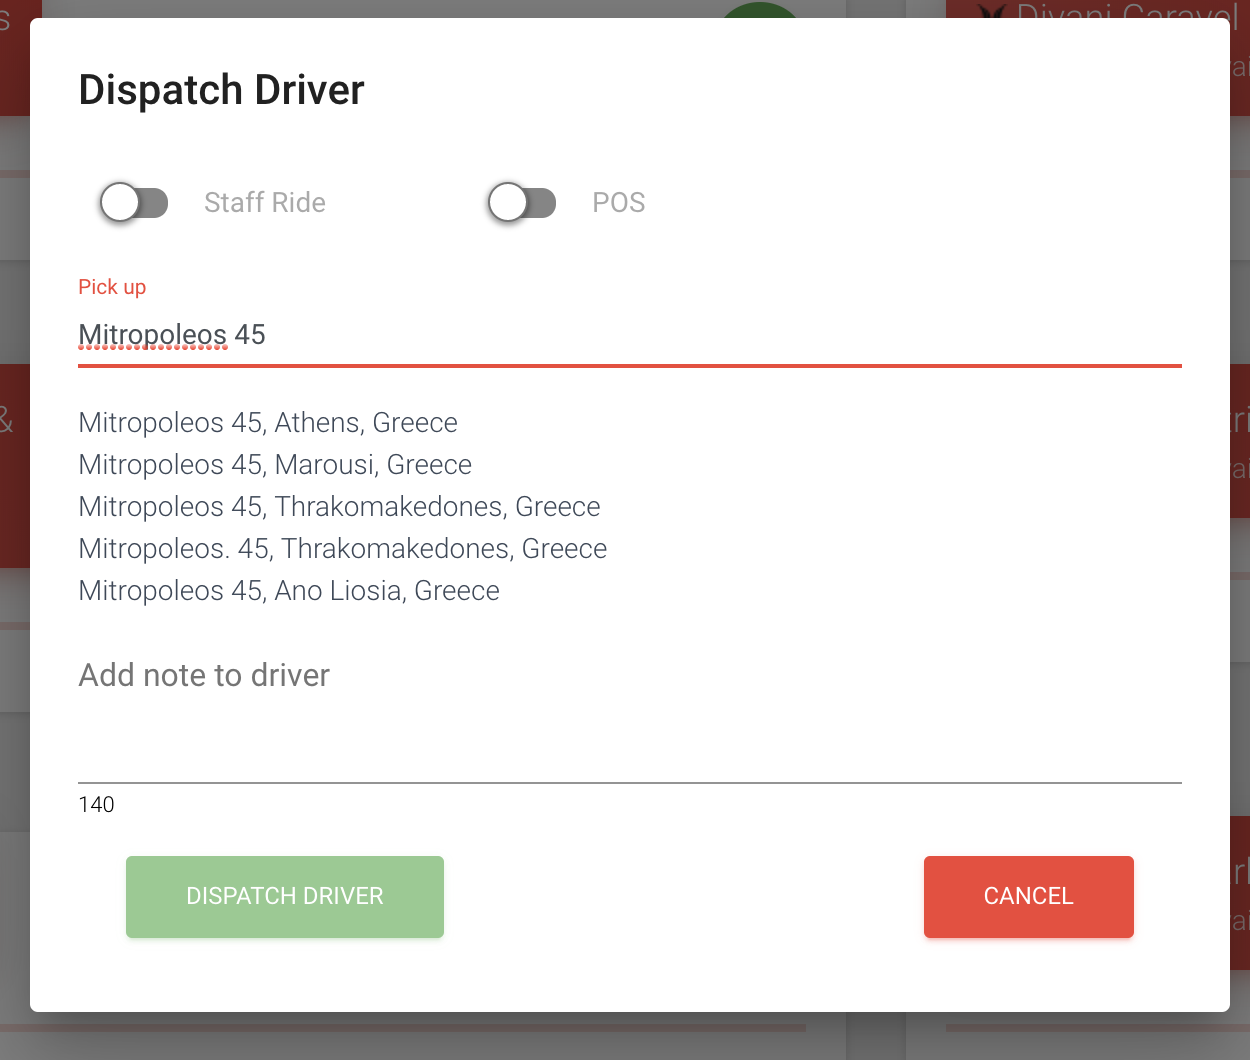 Divani Caravel
Dispatch Driver
Staff Ride
POS
Pick up
Mitropoleos 45
Mitropoleos 45, Athens, Greece
Mitropoleos 45, Marousi, Greece
Mitropoleos 45, Thrakomakedones, Greece
Mitropoleos. 45, Thrakomakedones, Greece
Mitropoleos 45, Ano Liosia, Greece
&
Add note to driver
140
DISPATCH DRIVER
CANCEL